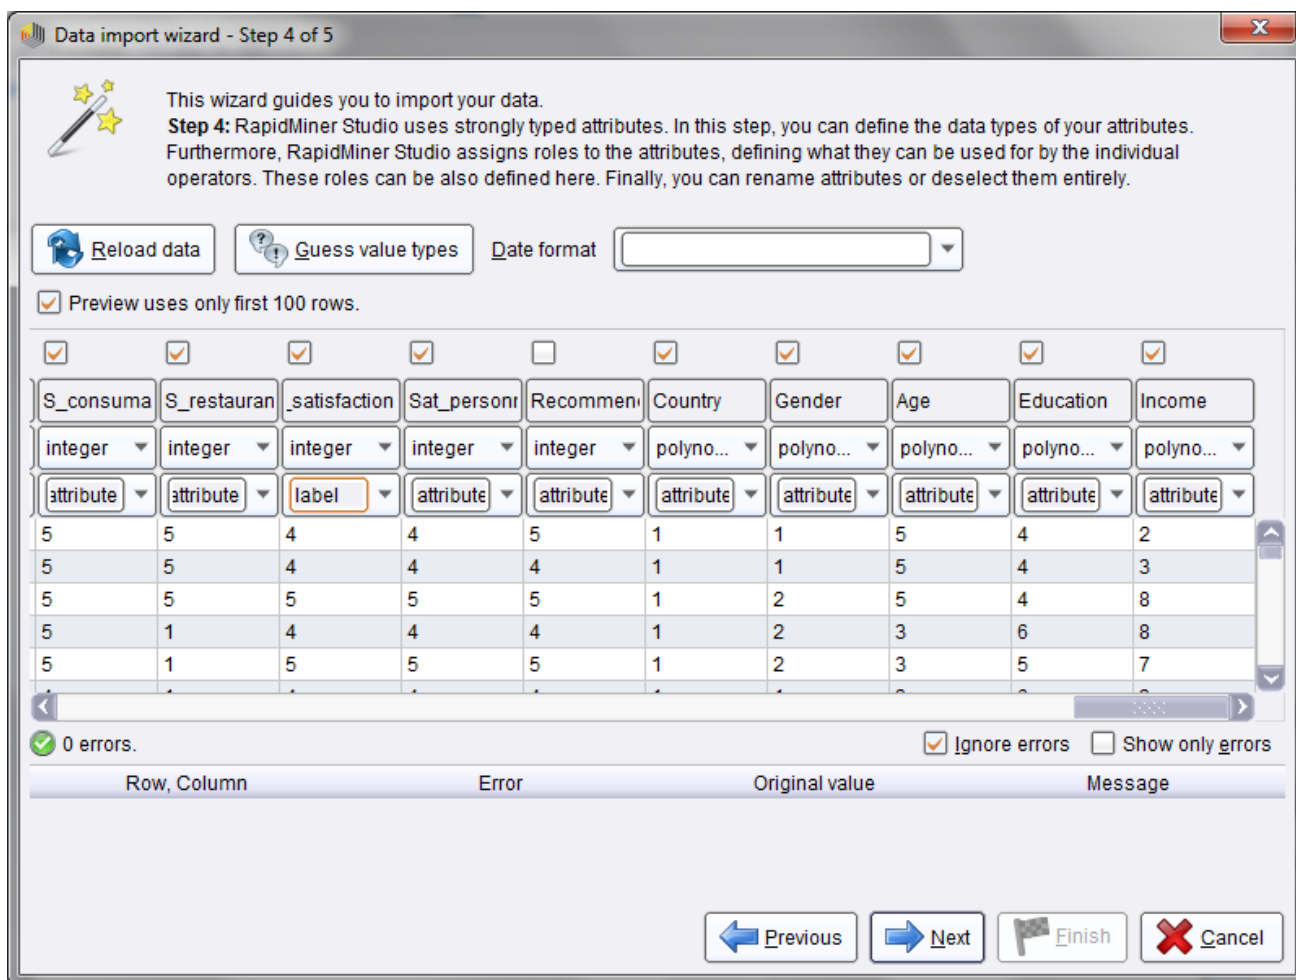 Data import wizard - Step 4 of 5
This wizard guides you to import your data.
Step 4: RapidMiner Studio uses strongly typed attributes. In this step, you can define the data types of your attributes.
Furthermore, RapidMiner Studio assigns roles to the attributes, defining what they can be used for by the individual
operators. These roles can be also defined here. Finally, you can rename attributes or deselect them entirely.
Reload data Guess value types Date format
Preview uses only first 100 rows.
S_consuma S_restauran _satisfaction Sat_personr Recommen Country Gender Age Education Income
integer integer integer integer integer polyno... polyno... polyno... polyno... polyno...
attribute attribute label attribute attribute attribute attribute attribute attribute attribute
5 5 4 4 5 1 1 5 4 2
5 5 4 4 4 1 1 5 4 3
5 5 5 5 5 1 2 5 4 8
5 1 4 4 4 1 2 3 6 8
5 1 5 5 5 1 2 3 5 7
0 errors. Ignore errors Show only errors
Row, Column Error Original value Message
Previous Next Finish Cancel